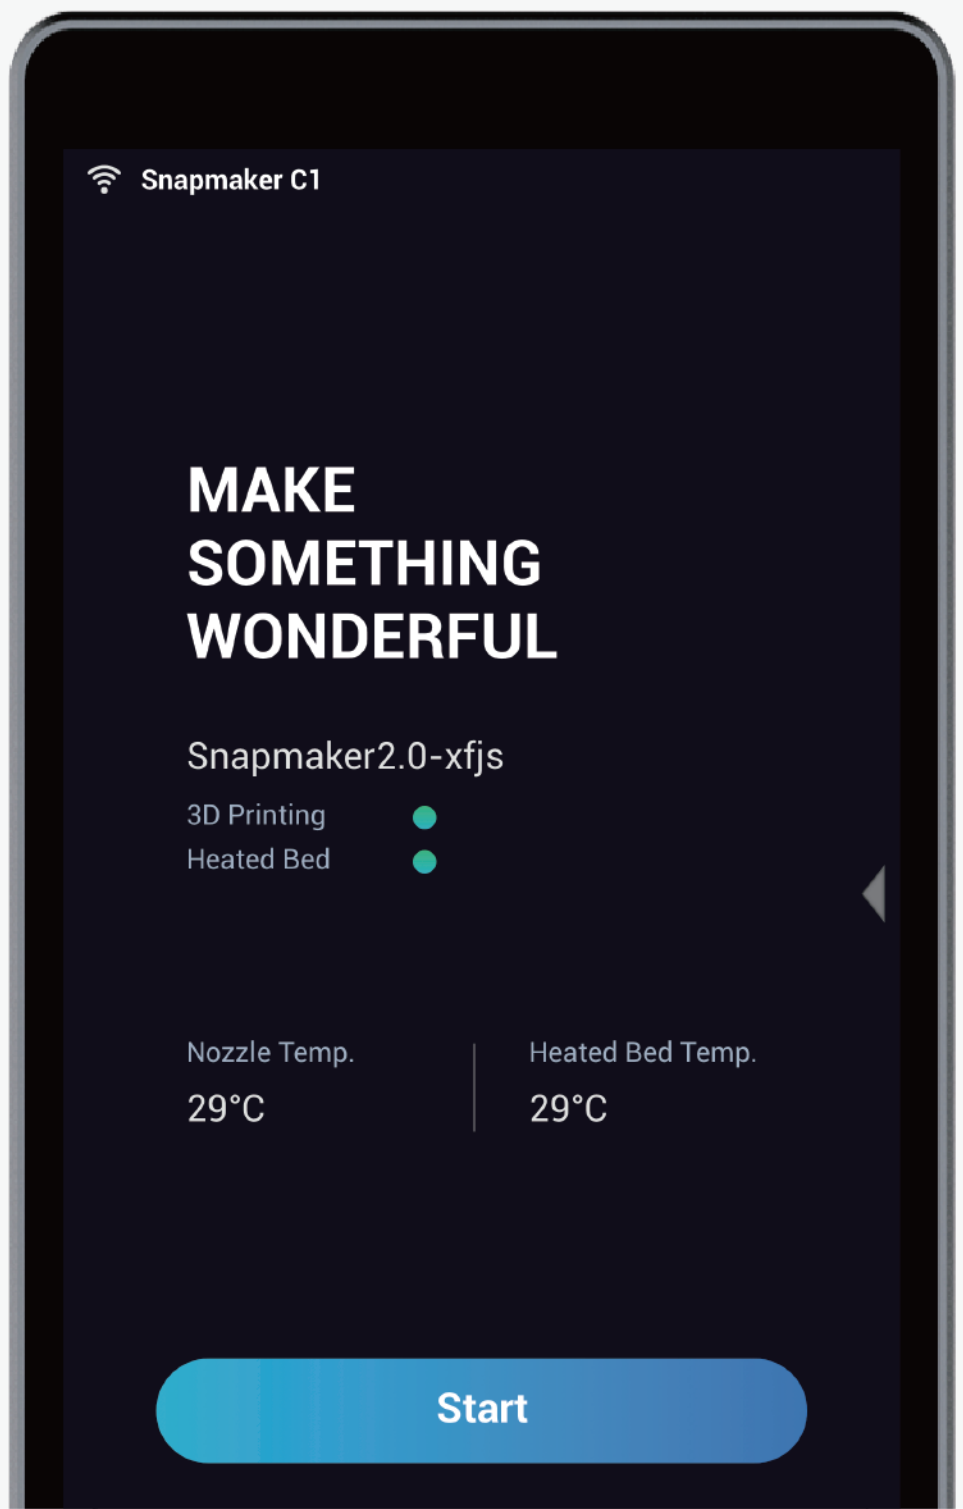 Snapmaker C1
MAKE
SOMETHING
WONDERFUL
Snapmaker2.0-xfjs
3D Printing
Heated Bed
Nozzle Temp.
Heated Bed Temp.
29°C
29°C
Start